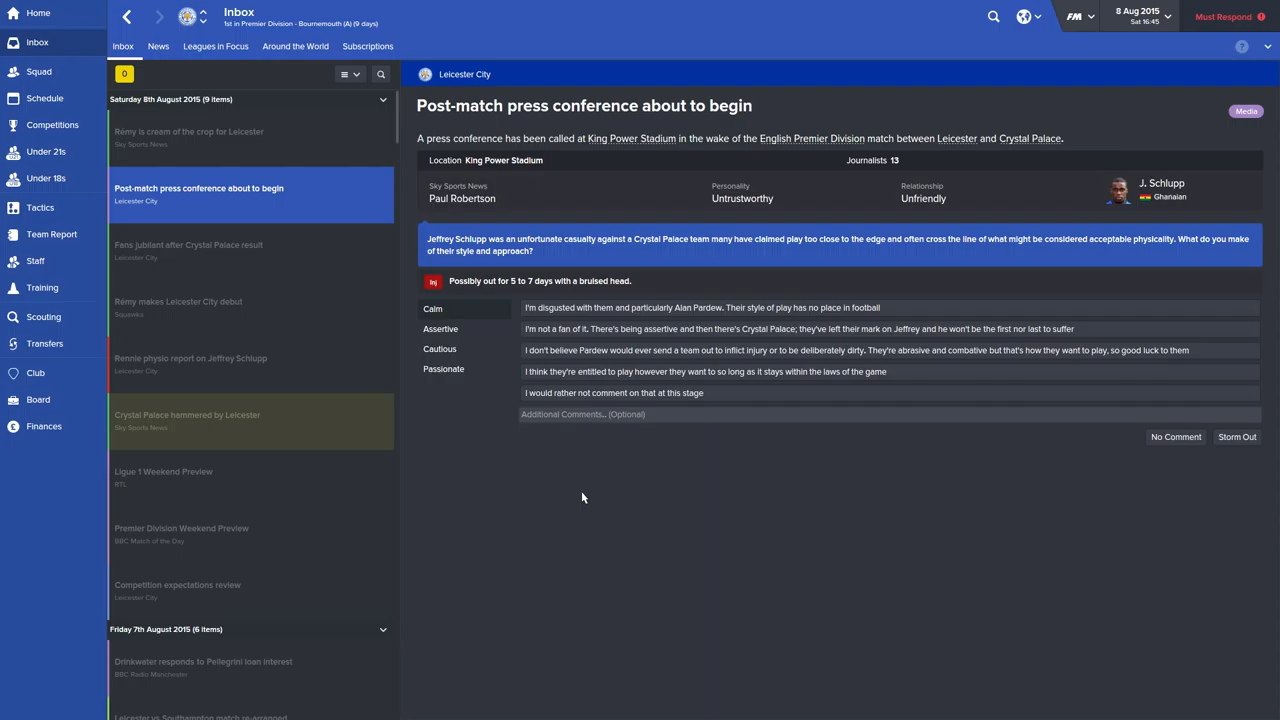 Home
Inbox
Squad
Schedule
Competitions
Under 21s
Under 18s
Tactics
Team Report
Staff
Training
Scouting
Transfers
Club
Board
Finances
Inbox
1st in Premier Division - Bournemouth (A) (9 days)
FM
8 Aug 2015
Sat 16:45
Must Respond
Inbox
News
Leagues in Focus
Around the World
Subscriptions
?
0
Saturday 8th August 2015 (9 items)
Rémy is cream of the crop for Leicester
Sky Sports News
Post-match press conference about to begin
Leicester City
Fans jubilant after Crystal Palace result
Leicester City
Rémy makes Leicester City debut
Squawka
Rennie physio report on Jeffrey Schlupp
Leicester City
Crystal Palace hammered by Leicester
Sky Sports News
Ligue 1 Weekend Preview
RTL
Premier Division Weekend Preview
BBC Match of the Day
Competition expectations review
Leicester City
Friday 7th August 2015 (6 items)
Drinkwater responds to Pellegrini loan interest
BBC Radio Manchester
Leicester vs Southampton match re-arranged
Leicester City
Post-match press conference about to begin
Media
A press conference has been called at King Power Stadium in the wake of the English Premier Division match between Leicester and Crystal Palace.
Location King Power Stadium
Journalists 13
Sky Sports News
Paul Robertson
Personality
Untrustworthy
Relationship
Unfriendly
J. Schlupp
Ghanaian
Jeffrey Schlupp was an unfortunate casualty against a Crystal Palace team many have claimed play too close to the edge and often cross the line of what might be considered acceptable physicality. What do you make
of their style and approach?
Inj
Possibly out for 5 to 7 days with a bruised head.
Calm
Assertive
Cautious
Passionate
I'm disgusted with them and particularly Alan Pardew. Their style of play has no place in football
I'm not a fan of it. There's being assertive and then there's Crystal Palace; they've left their mark on Jeffrey and he won't be the first nor last to suffer
I don't believe Pardew would ever send a team out to inflict injury or to be deliberately dirty. They're abrasive and combative but that's how they want to play, so good luck to them
I think they're entitled to play however they want to so long as it stays within the laws of the game
I would rather not comment on that at this stage
Additional Comments.. (Optional)
No Comment
Storm Out